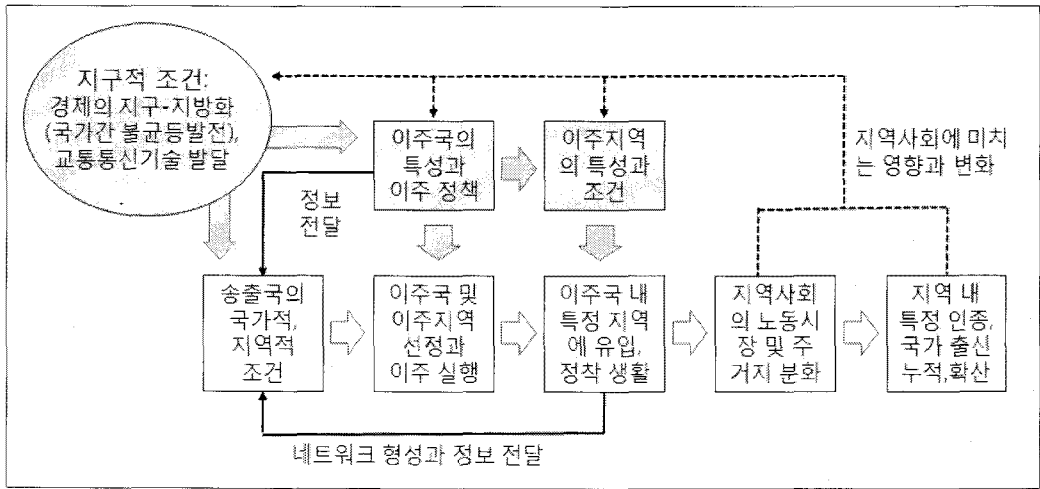 지구적 조건:
경제의 지구-지방화
(국가간 불균등발전),
교통통신기술 발달
이주국의
특성과
이주 정책
이주지역
의 특성과
조건
지역사회에 미치
는 영향과 변화
정보
전달
송출국의
국가적,
지역적
조건
이주국 및
이주지역
선정과
이주 실행
이주국 내
특정 지역
에 유입,
정착 생활
지역사회
의 노동시
장 및 주
거지 분화
지역 내
특정 인종,
국가 출신
누적,확산
네트워크 형성과 정보 전달